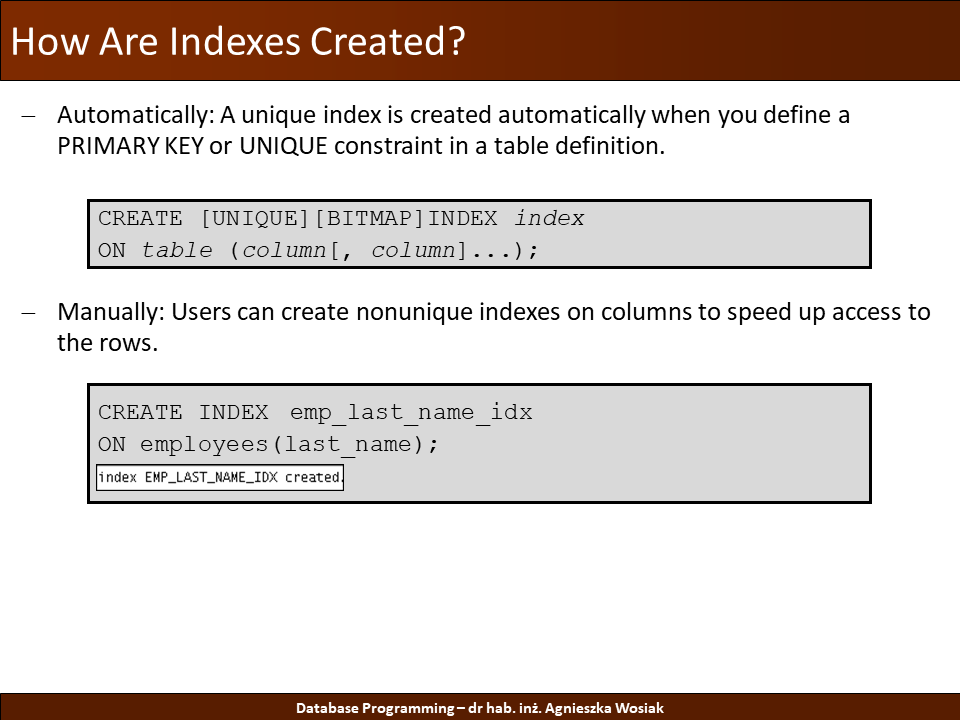 How Are Indexes Created?
– Automatically: A unique index is created automatically when you define a
PRIMARY KEY or UNIQUE constraint in a table definition.
CREATE [UNIQUE][BITMAP]INDEX index
ON table (column[, column]...);
– Manually: Users can create nonunique indexes on columns to speed up access to
the rows.
CREATE INDEX emp_last_name_idx
ON employees(last_name);
index EMP_LAST_NAME_IDX created.
Database Programming – dr hab. inż. Agnieszka Wosiak